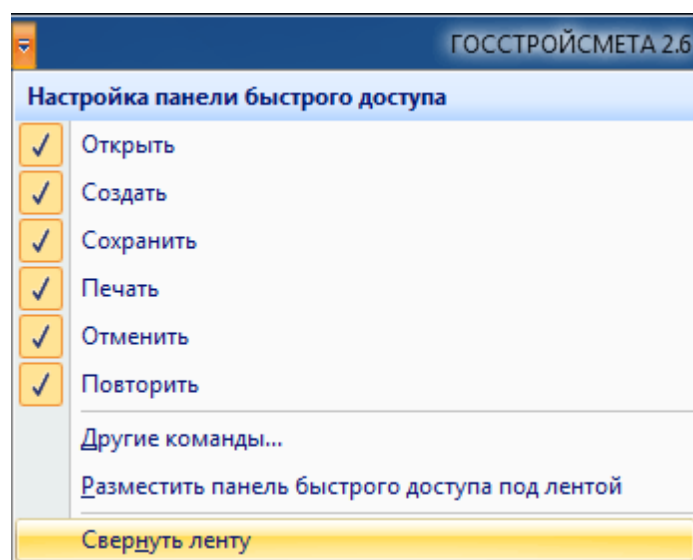 ГОССТРОЙСМЕТА 2.6
Настройка панели быстрого доступа
Открыть
Создать
Сохранить
Печать
Отменить
Повторить
Другие команды...
Разместить панель быстрого доступа под лентой
Свернуть ленту